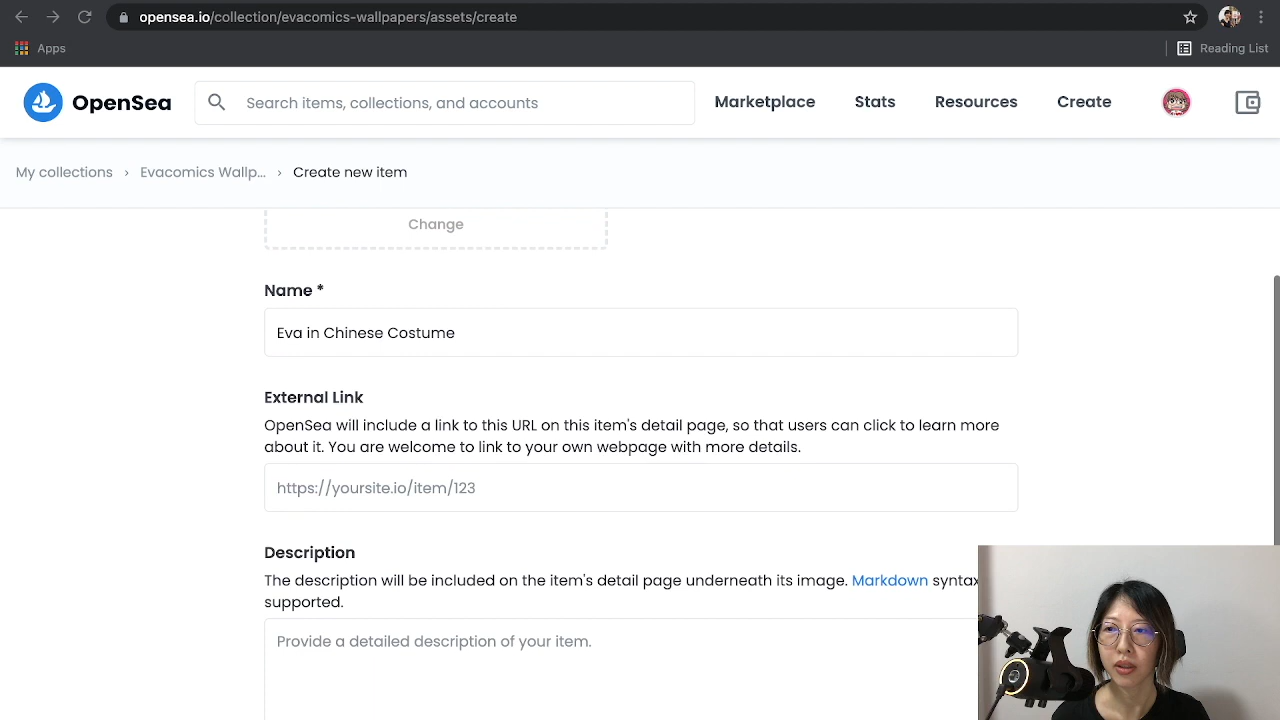 opensea.io/collection/evacomics-wallpapers/assets/create
Apps
Reading List
OpenSea
Search items, collections, and accounts
Marketplace
Stats
Resources
Create
My collections › Evacomics Wallp... › Create new item
Change
Name *
Eva in Chinese Costume
External Link
OpenSea will include a link to this URL on this item's detail page, so that users can click to learn more
about it. You are welcome to link to your own webpage with more details.
https://yoursite.io/item/123
Description
The description will be included on the item's detail page underneath its image. Markdown syntax
supported.
Provide a detailed description of your item.